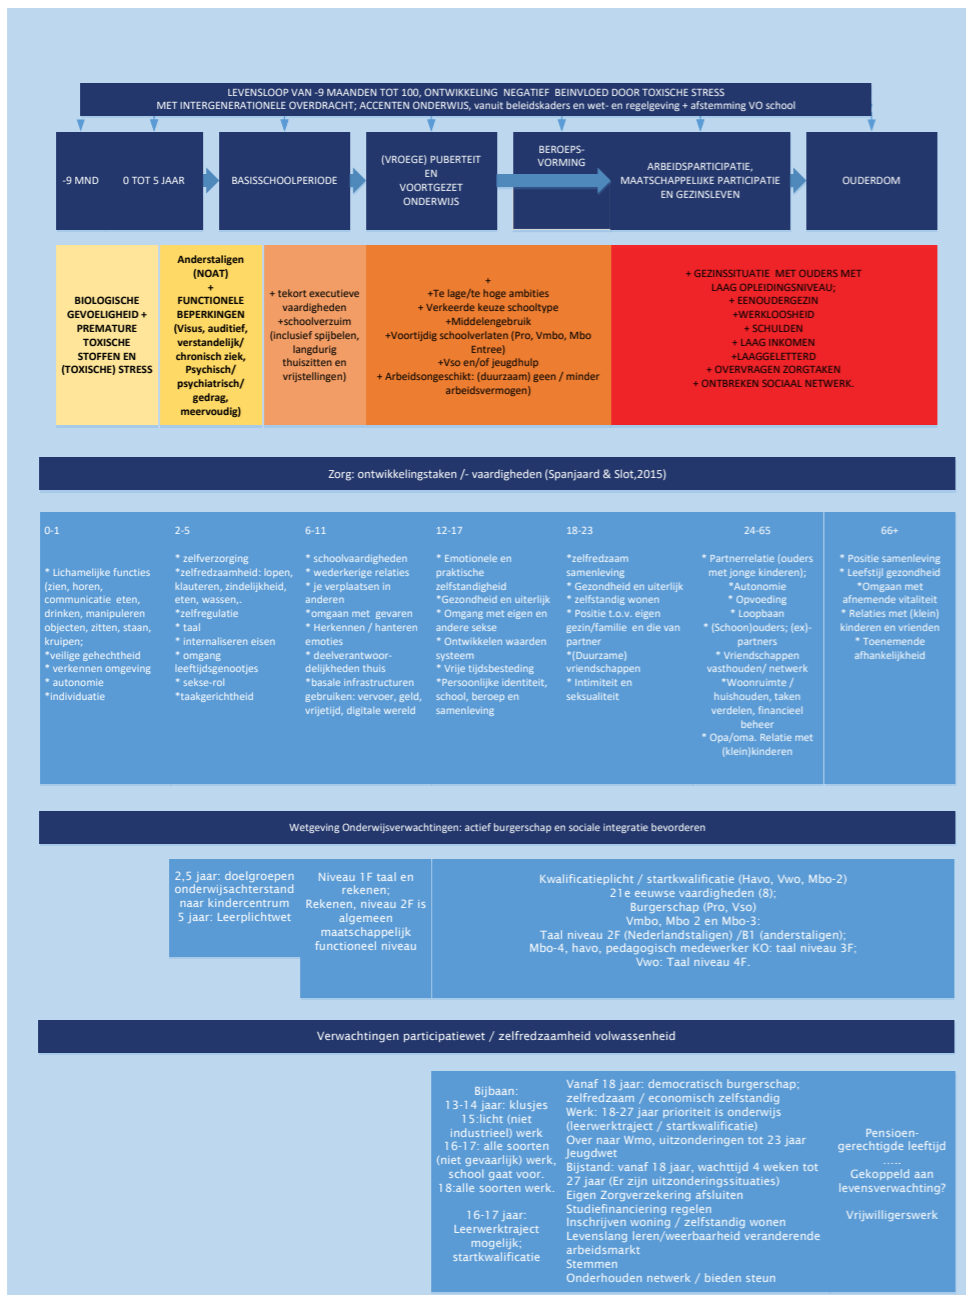 LEVENSLOOP VAN -9 MAANDEN TOT 100, ONTWIKKELING NEGATIEF BEINVLOED DOOR TOXISCHE STRESS
MET INTERGENERATIONELE OVERDRACHT; ACCENTEN ONDERWIJS, vanuit beleidskaders en wet- en regelgeving + afstemming VO school
-9 MND
0 TOT 5 JAAR
BASISSCHOOLPERIODE
(VROEGE) PUBERTEIT
EN
VOORTGEZET
ONDERWIJS
BEROEPS-
VORMING
ARBEIDSPARTICIPATIE,
MAATSCHAPPELIJKE PARTICIPATIE
EN GEZINSLEVEN
OUDERDOM
BIOLOGISCHE
GEVOELIGHEID +
PREMATURE
TOXISCHE
STOFFEN EN
(TOXISCHE) STRESS
Anderstaligen
(NOAT)
+
FUNCTIONELE
BEPERKINGEN
(Visus, auditief,
verstandelijk/
chronisch ziek,
Psychisch/
psychiatrisch/
gedrag,
meervoudig)
+ tekort executieve
vaardigheden
+schoolverzuim
(inclusief spijbelen,
langdurig
thuiszitten en
vrijstellingen)
+
+Te lage/te hoge ambities
+ Verkeerde keuze schooltype
+Middelengebruik
+Voortijdig schoolverlaten (Pro, Vmbo, Mbo
Entree)
+Vso en/of jeugdhulp
+ Arbeidsongeschikt: (duurzaam) geen / minder
arbeidsvermogen)
+ GEZINSSITUATIE MET OUDERS MET
LAAG OPLEIDINGSNIVEAU;
+ EENOUDERGEZIN
+WERKLOOSHEID
+ SCHULDEN
+ LAAG INKOMEN
+LAAGGELETTERD
+ OVERVRAGEN ZORGTAKEN
+ ONTBREKEN SOCIAAL NETWERK.
Zorg: ontwikkelingstaken /- vaardigheden (Spanjaard & Slot,2015)
0-1
* Lichamelijke functies
(zien, horen,
communicatie eten,
drinken, manipuleren
objecten, zitten, staan,
kruipen;
*veilige gehechtheid
* verkennen omgeving
* autonomie
*individuatie
2-5
* zelfverzorging
*zelfredzaamheid: lopen,
klauteren, zindelijkheid,
eten, wassen,.
*zelfregulatie
* taal
* internaliseren eisen
* omgang
leeftijdsgenootjes
* sekse-rol
*taakgerichtheid
6-11
* schoolvaardigheden
* wederkerige relaties
* je verplaatsen in
anderen
*omgaan met gevaren
* Herkennen / hanteren
emoties
* deelverantwoor-
delijkheden thuis
*basale infrastructuren
gebruiken: vervoer, geld,
vrijetijd, digitale wereld
12-17
* Emotionele en
praktische
zelfstandigheid
*Gezondheid en uiterlijk
* Omgang met eigen en
andere sekse
* Ontwikkelen waarden
systeem
* Vrije tijdsbesteding
*Persoonlijke identiteit,
school, beroep en
samenleving
18-23
*zelfredzaam
samenleving
* Gezondheid en uiterlijk
* zelfstandig wonen
* Positie t.o.v. eigen
gezin/familie en die van
partner
*(Duurzame)
vriendschappen
* Intimiteit en
seksualiteit
24-65
* Partnerrelatie (ouders
met jonge kinderen);
*Autonomie
* Opvoeding
* Loopbaan
* (Schoon)ouders; (ex)-
partners
* Vriendschappen
vasthouden/ netwerk
*Woonruimte /
huishouden, taken
verdelen, financieel
beheer
* Opa/oma. Relatie met
(klein)kinderen
66+
* Positie samenleving
* Leefstijl gezondheid
*Omgaan met
afnemende vitaliteit
* Relaties met (klein)
kinderen en vrienden
* Toenemende
afhankelijkheid
Wetgeving Onderwijsverwachtingen: actief burgerschap en sociale integratie bevorderen
2,5 jaar: doelgroepen
onderwijsachterstand
naar kindercentrum
5 jaar: Leerplichtwet
Niveau 1F taal en
rekenen;
Rekenen, niveau 2F is
algemeen
maatschappelijk
functioneel niveau
Kwalificatieplicht / startkwalificatie (Havo, Vwo, Mbo-2)
21e eeuwse vaardigheden (8);
Burgerschap (Pro, Vso)
Vmbo, Mbo 2 en Mbo-3:
Taal niveau 2F (Nederlandstaligen) /B1 (anderstaligen);
Mbo-4, havo, pedagogisch medewerker KO: taal niveau 3F;
Vwo: Taal niveau 4F.
Verwachtingen participatiewet / zelfredzaamheid volwassenheid
Bijbaan:
13-14 jaar: klusjes
15:licht (niet
industrieel) werk
16-17: alle soorten
(niet gevaarlijk) werk,
school gaat voor.
18:alle soorten werk.
16-17 jaar:
Leerwerktraject
mogelijk;
startkwalificatie
Vanaf 18 jaar: democratisch burgerschap;
zelfredzaam / economisch zelfstandig
Werk: 18-27 jaar prioriteit is onderwijs
(leerwerktraject / startkwalificatie)
Over naar Wmo, uitzonderingen tot 23 jaar
Jeugdwet
Bijstand: vanaf 18 jaar, wachttijd 4 weken tot
27 jaar (Er zijn uitzonderingssituaties)
Eigen Zorgverzekering afsluiten
Studiefinanciering regelen
Inschrijven woning / zelfstandig wonen
Levenslang leren/weerbaarheid veranderende
arbeidsmarkt
Stemmen
Onderhouden netwerk / bieden steun
Pensioen-
gerechtigde leeftijd
.....
Gekoppeld aan
levensverwachting?
Vrijwilligerswerk